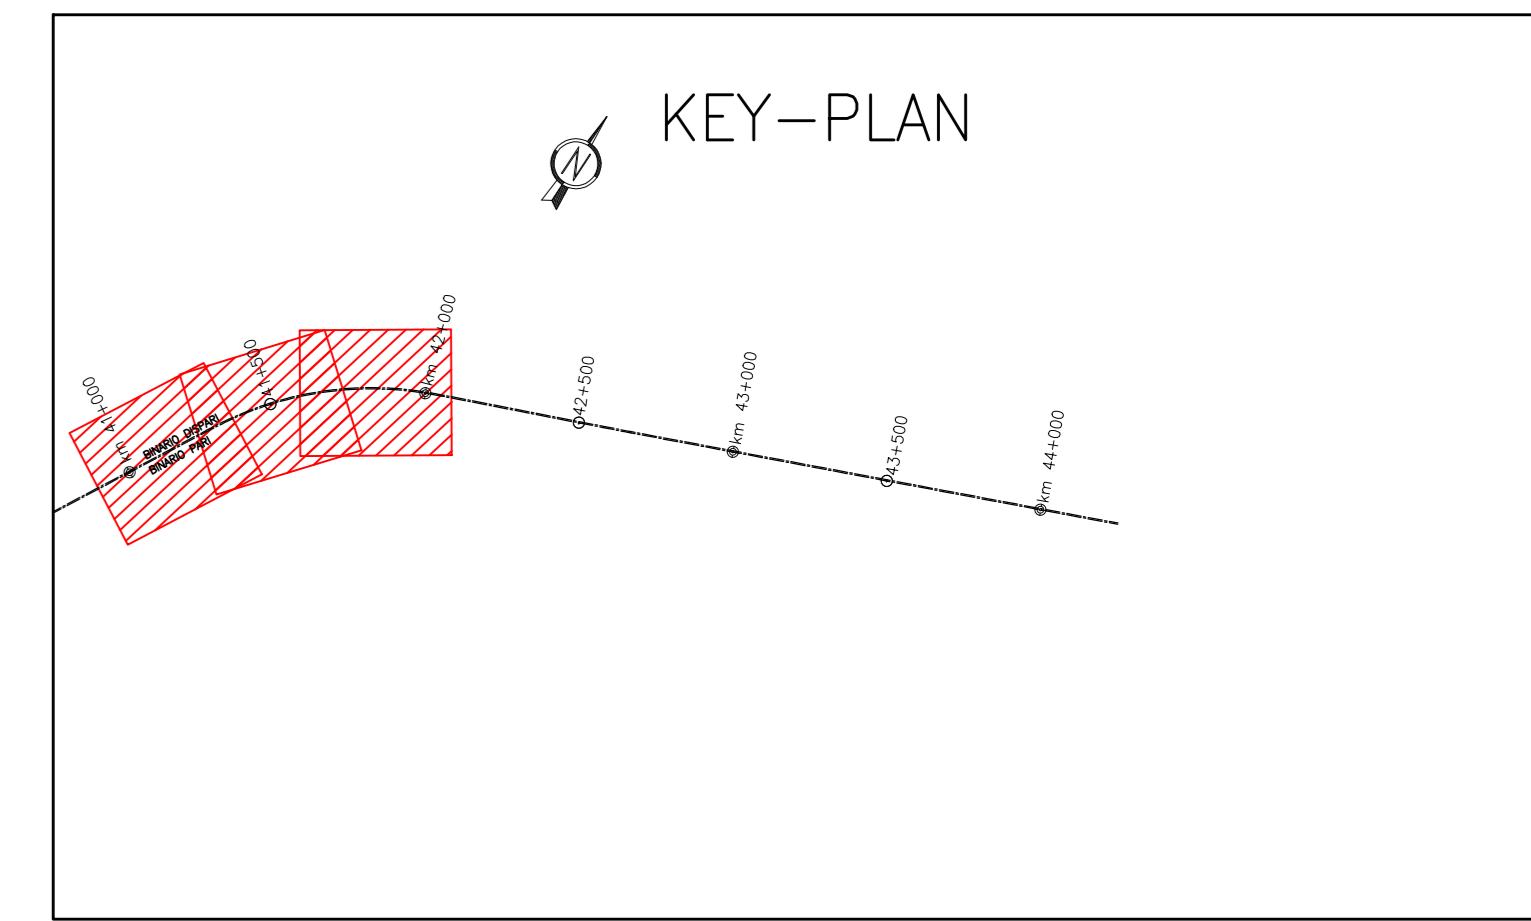 KEY-PLAN
N
km 41+000
BINARIO DISPARI
BINARIO PARI
41+500
km 42+000
42+500
km 43+000
43+500
km 44+000